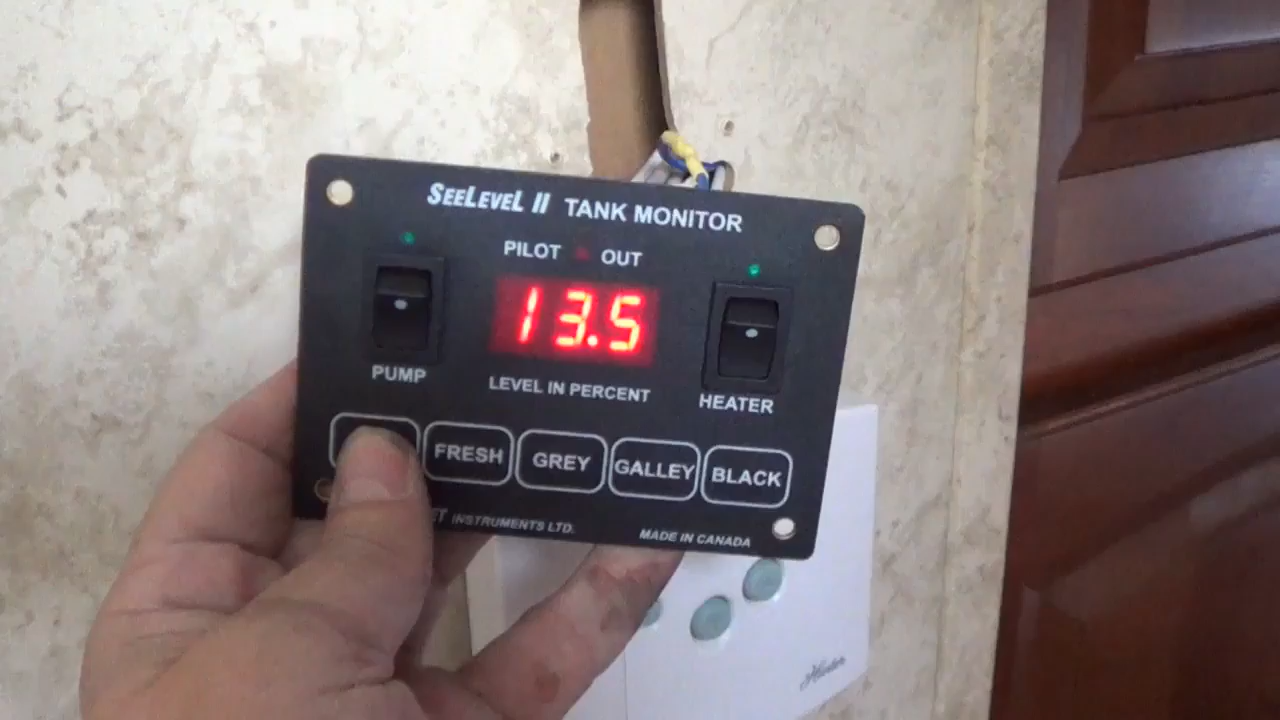 SEELEVEL II TANK MONITOR
PILOT OUT
13.5
PUMP
LEVEL IN PERCENT
HEATER
FRESH
GREY
GALLEY
BLACK
INSTRUMENTS LTD.
MADE IN CANADA
Hunter